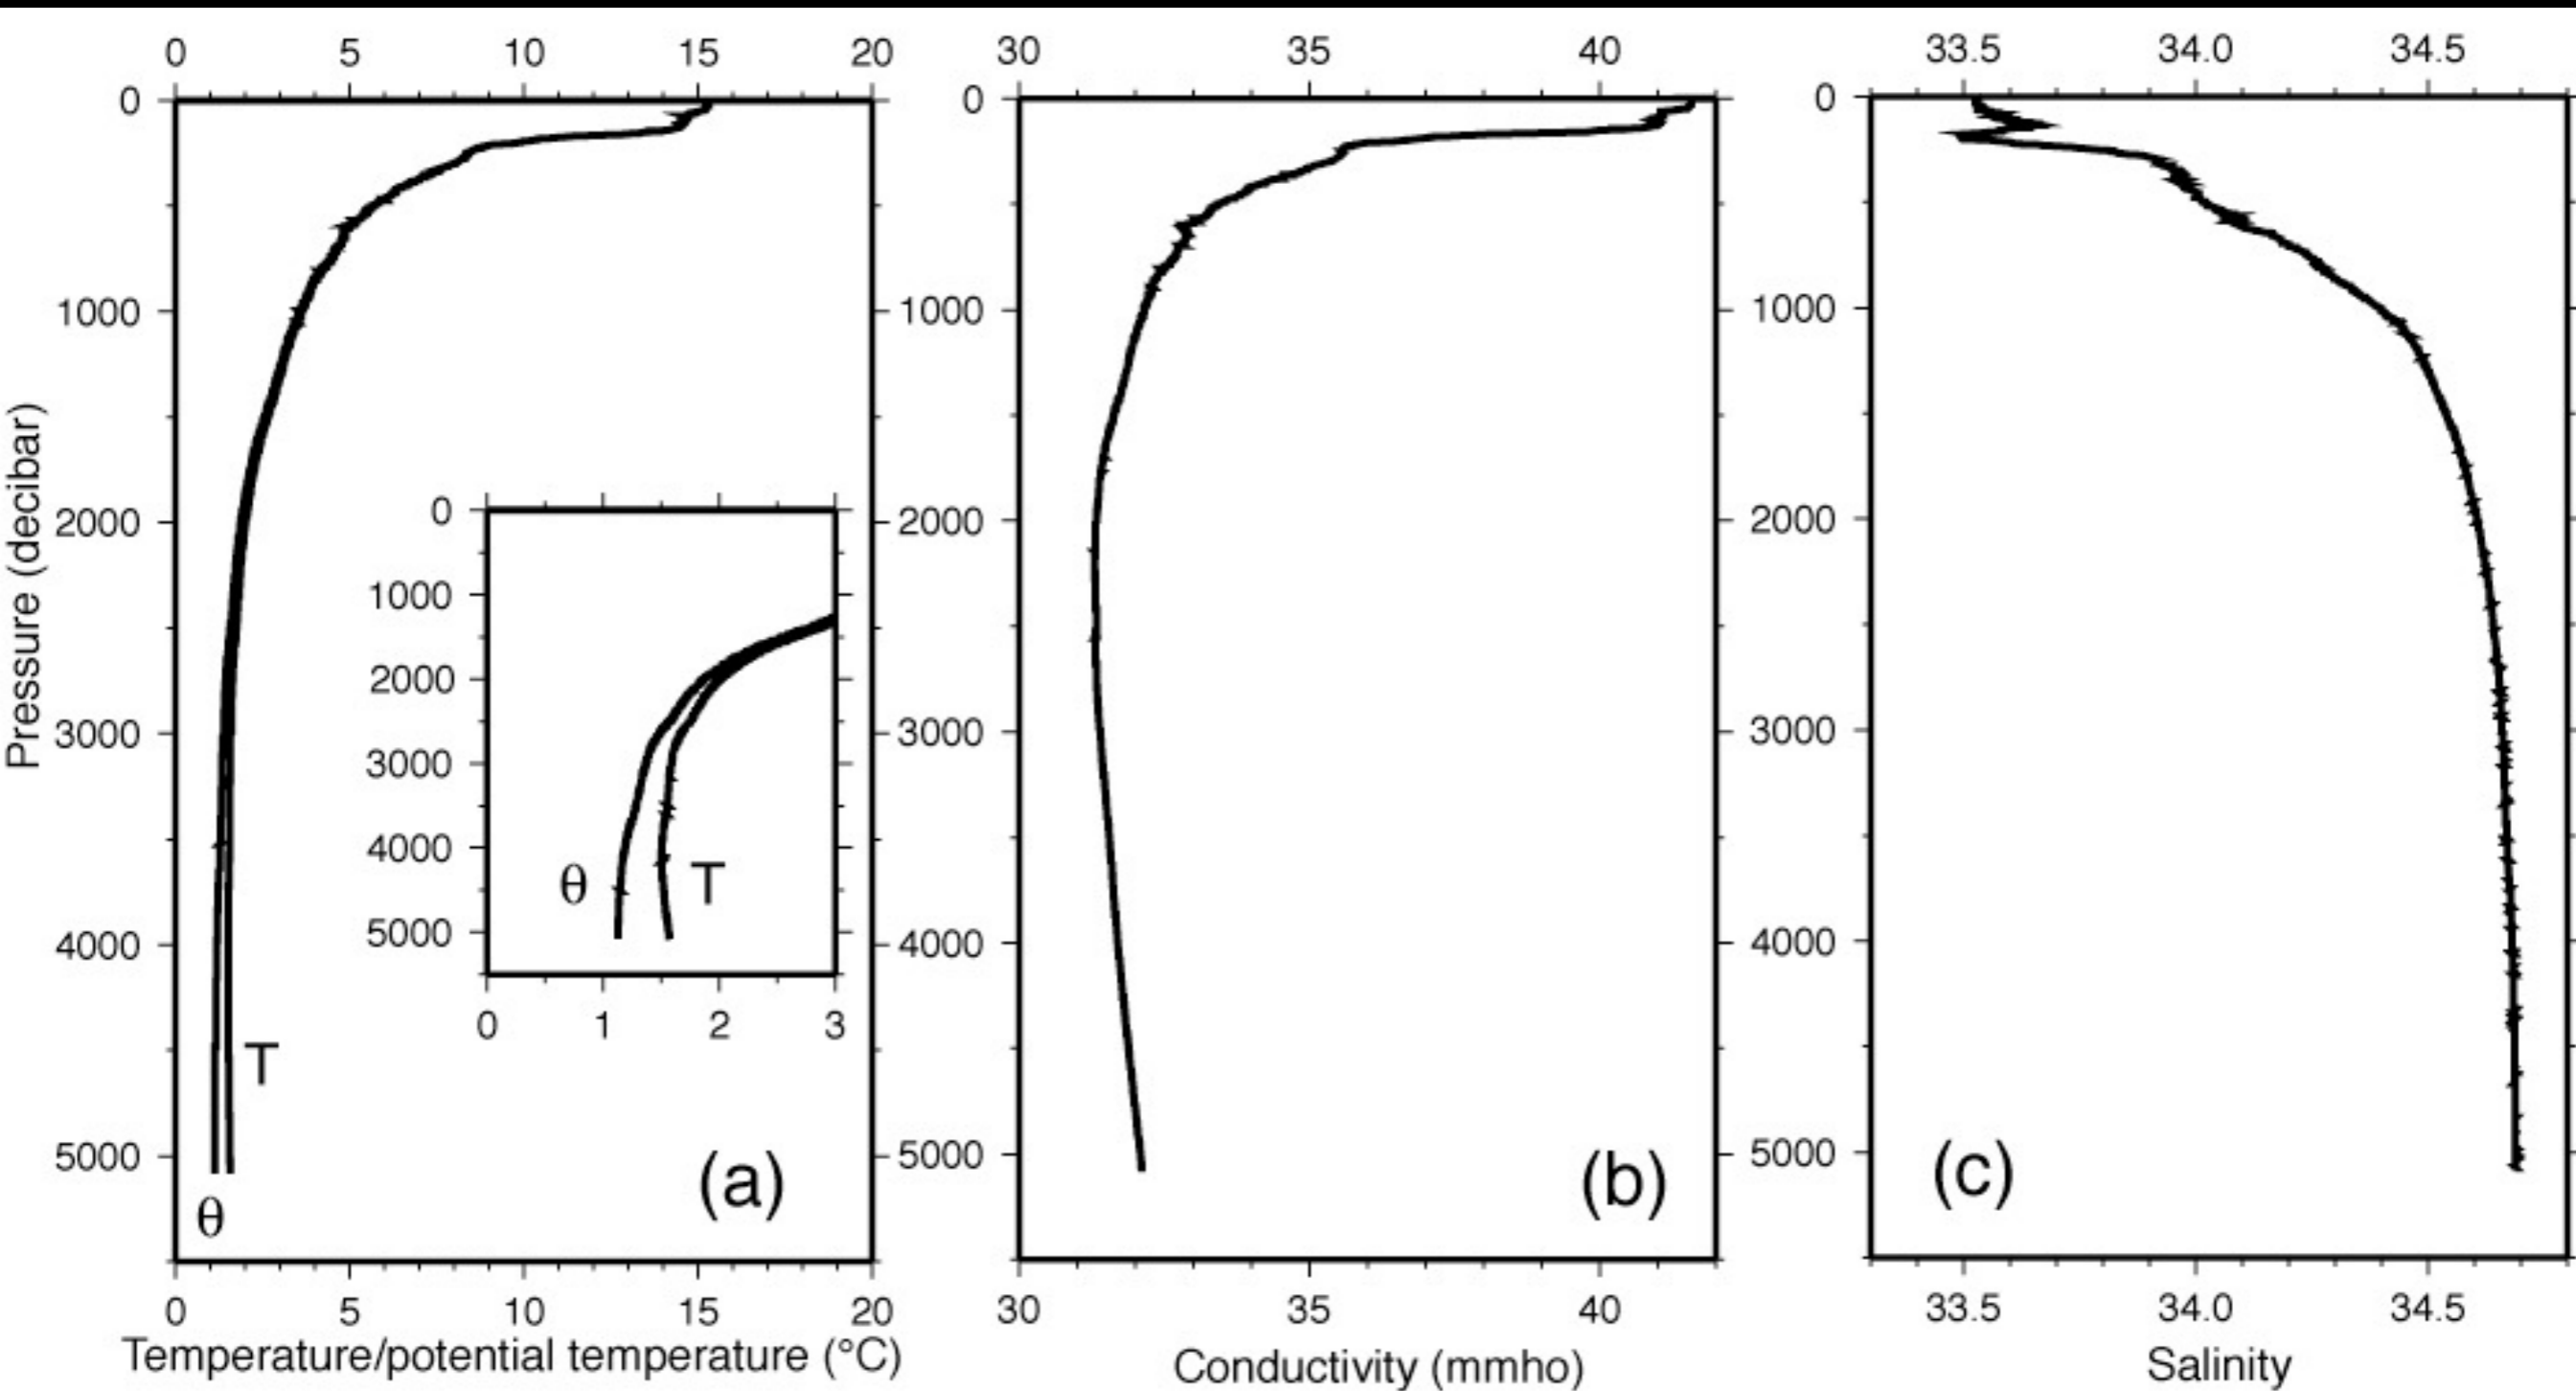 0 5 10 15 20
30 35 40
33.5 34.0 34.5
0 0 0
1000 1000 1000
2000 2000 2000
3000 3000 3000
4000 4000 4000
5000 5000 5000
Pressure (decibar)
0
1000
2000
3000
4000
5000
θ T
0 1 2 3
T
θ
(a) (b) (c)
0 5 10 15 20
30 35 40
33.5 34.0 34.5
Temperature/potential temperature (°C)
Conductivity (mmho)
Salinity